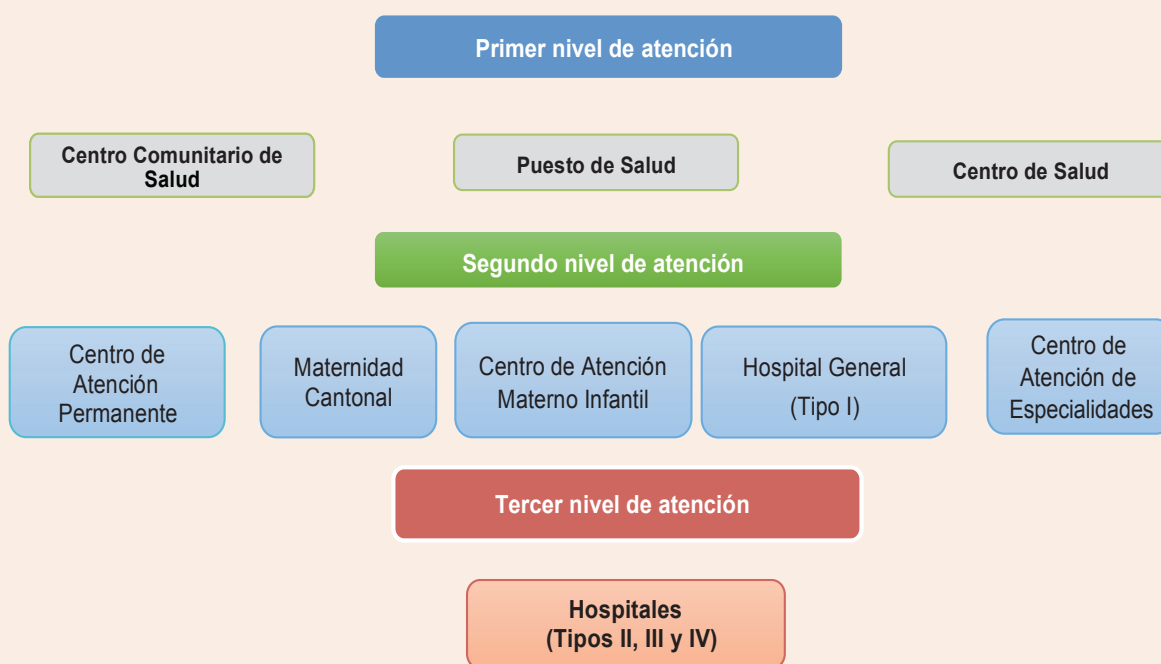 Primer nivel de atención
Centro Comunitario de
Salud
Puesto de Salud
Centro de Salud
Segundo nivel de atención
Centro de
Atención
Permanente
Maternidad
Cantonal
Centro de Atención
Materno Infantil
Hospital General
(Tipo I)
Centro de
Atención de
Especialidades
Tercer nivel de atención
Hospitales
(Tipos II, III y IV)